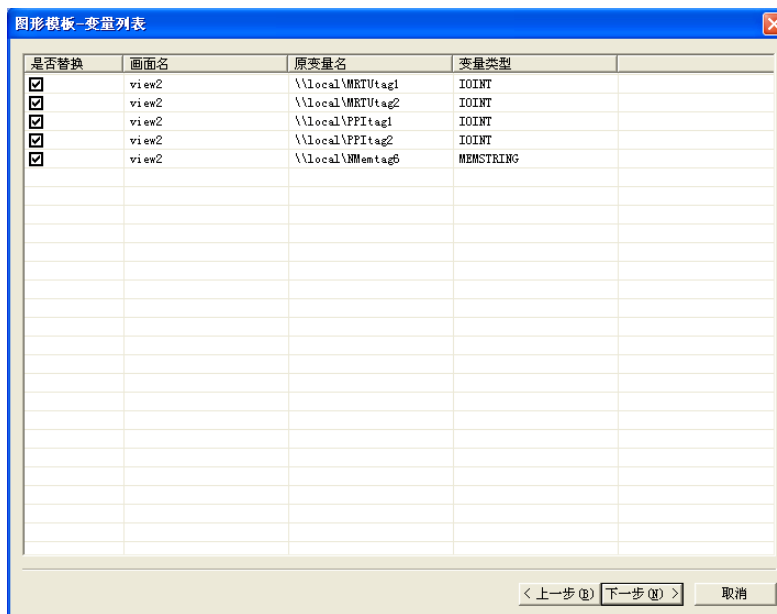 图形模板-变量列表
是否替换 画面名 原变量名 变量类型
view2 \\local\MRTUtag1 IOINT
view2 \\local\MRTUtag2 IOINT
view2 \\local\PPItag1 IOINT
view2 \\local\PPItag2 IOINT
view2 \\local\NMemtag6 MEMSTRING
< 上一步(B) 下一步(N) > 取消